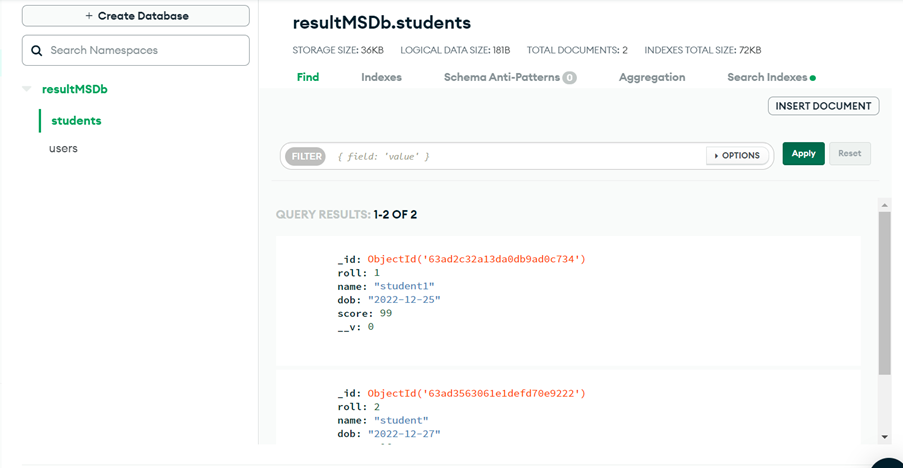 + Create Database
Search Namespaces
resultMSDb
students
users
resultMSDb.students
STORAGE SIZE: 36KB LOGICAL DATA SIZE: 181B TOTAL DOCUMENTS: 2 INDEXES TOTAL SIZE: 72KB
Find Indexes Schema Anti-Patterns 0 Aggregation Search Indexes
INSERT DOCUMENT
FILTER { field: 'value' } OPTIONS Apply Reset
QUERY RESULTS: 1-2 OF 2
_id: ObjectId('63ad2c32a13da0db9ad0c734')
roll: 1
name: "student1"
dob: "2022-12-25"
score: 99
__v: 0
_id: ObjectId('63ad3563061e1defd70e9222')
roll: 2
name: "student"
dob: "2022-12-27"